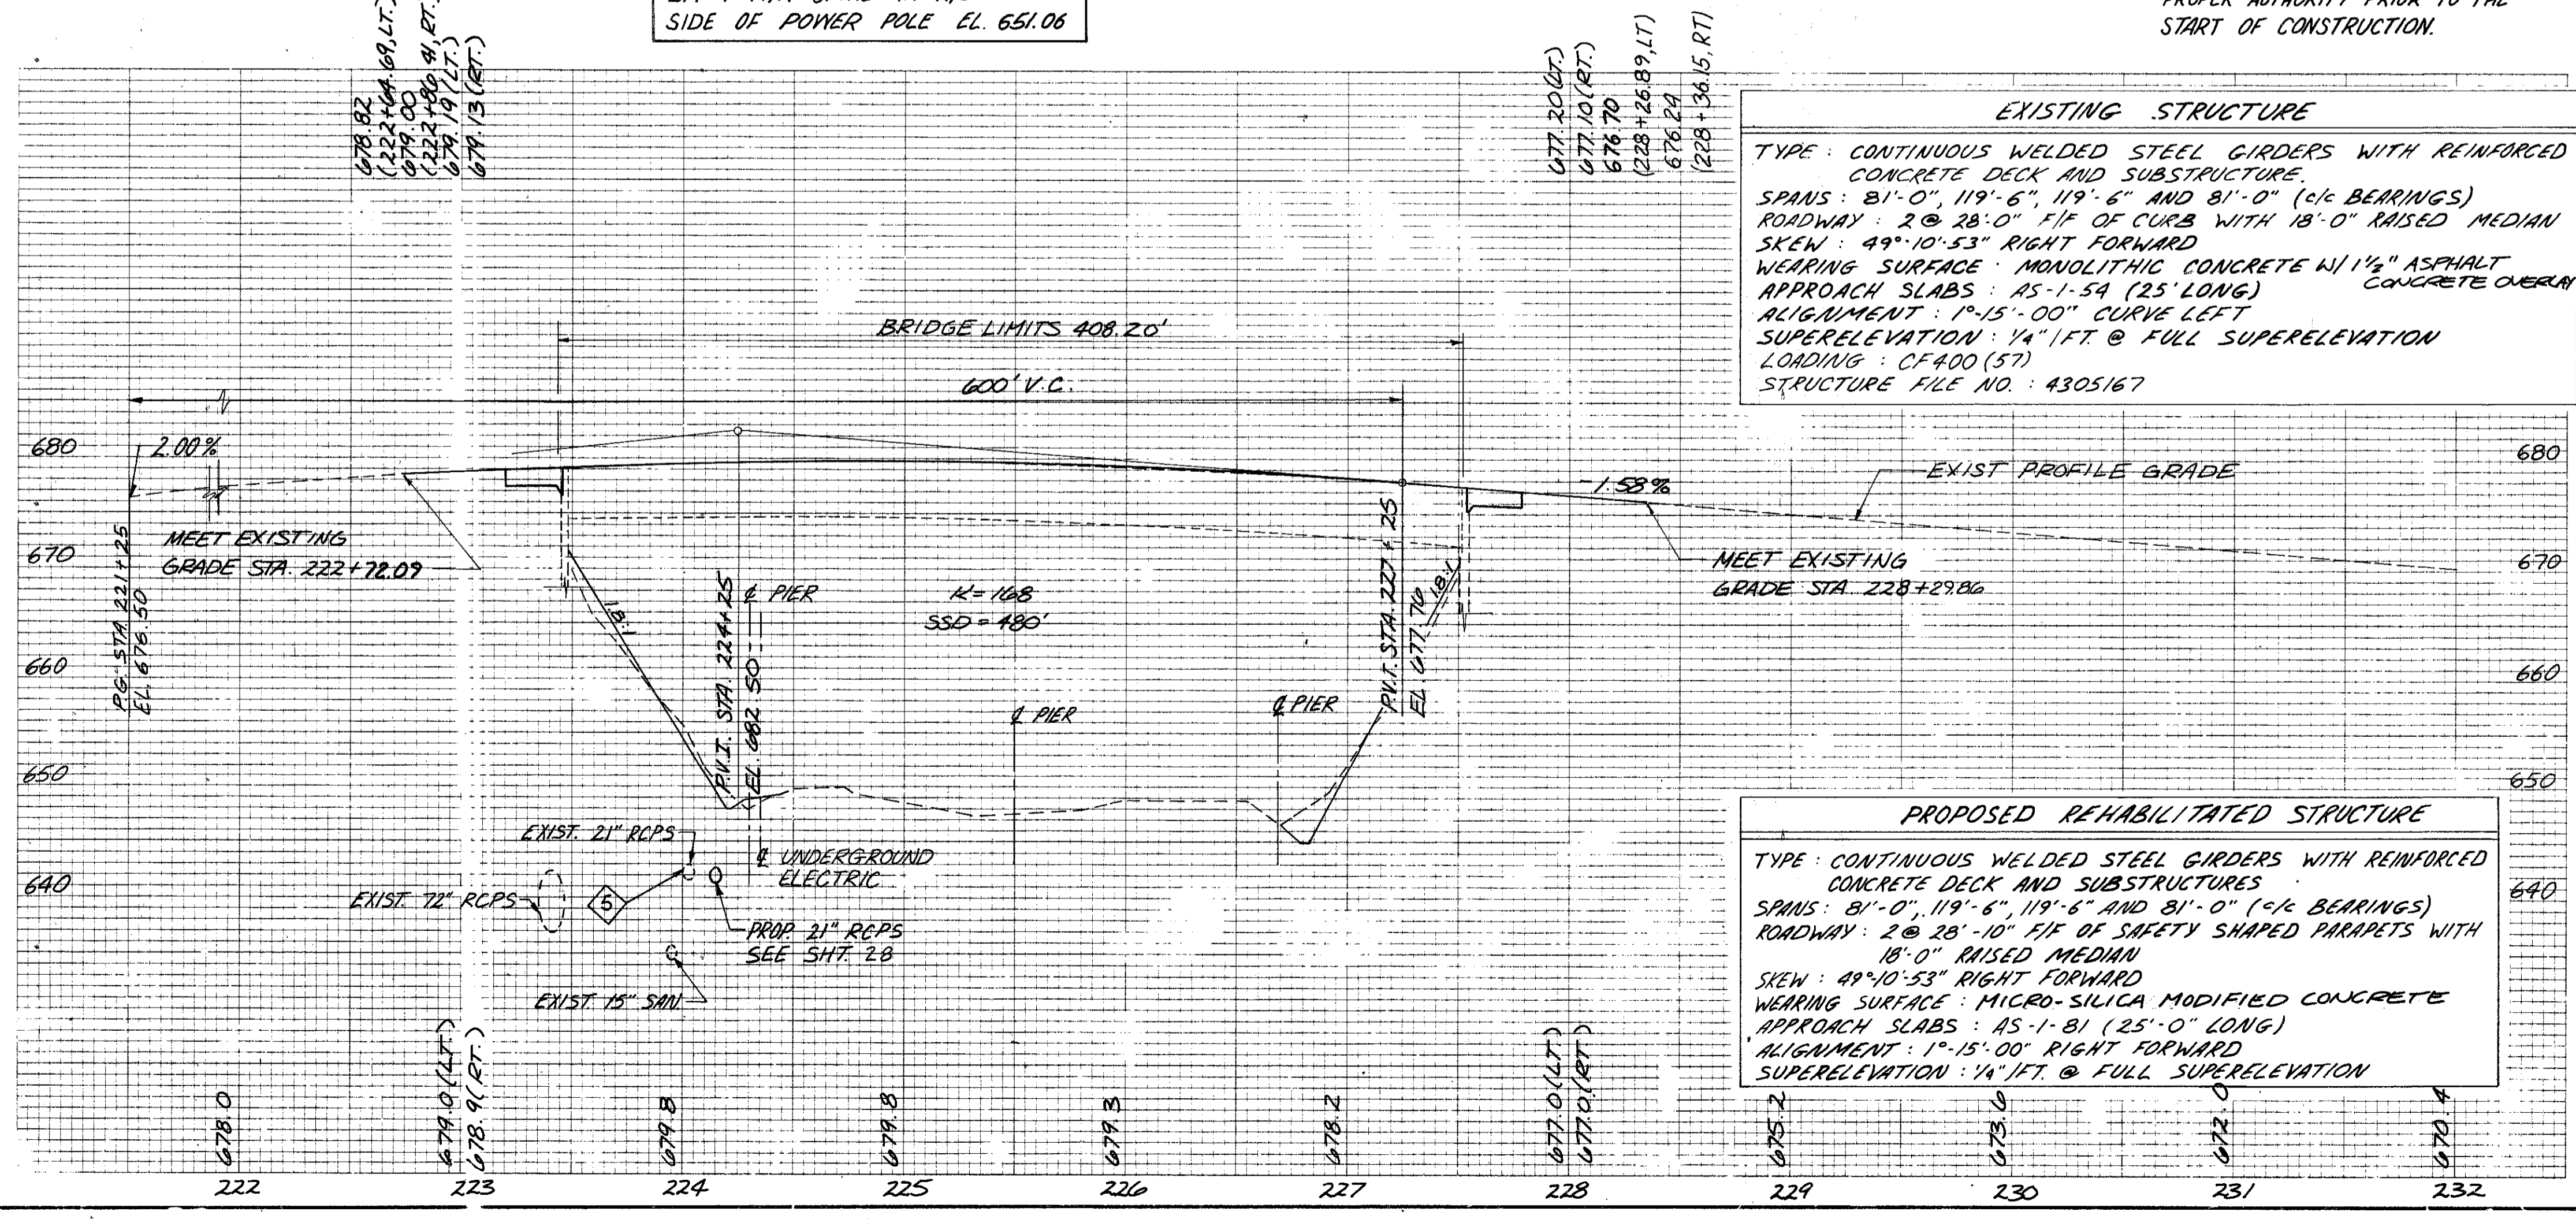 SIDE OF POWER POLE EL. 651.06
START OF CONSTRUCTION.
678.82
(222+64.69, LT.)
679.00
(222+86.41, RT.)
679.19 (LT.)
679.13 (RT.)
677.20 (LT.)
677.10 (RT.)
676.70
(228+26.89, LT)
676.24
(228+36.15, RT)
EXISTING STRUCTURE
TYPE : CONTINUOUS WELDED STEEL GIRDERS WITH REINFORCED
CONCRETE DECK AND SUBSTRUCTURE.
SPANS : 81'-0", 119'-6", 119'-6" AND 81'-0" (c/c BEARINGS)
ROADWAY : 2 @ 28'-0" F/F OF CURB WITH 18'-0" RAISED MEDIAN
SKEW : 49°-10'-53" RIGHT FORWARD
WEARING SURFACE : MONOLITHIC CONCRETE W/ 1 1/2" ASPHALT
CONCRETE OVERLAY
APPROACH SLABS : AS-1-54 (25' LONG)
ALIGNMENT : 1°-15'-00" CURVE LEFT
SUPERELEVATION : 1/4" / FT. @ FULL SUPERELEVATION
LOADING : CF 400 (57)
STRUCTURE FILE NO. : 4305167
BRIDGE LIMITS 408.20'
600' V.C.
680
2.00%
-1.58%
EXIST PROFILE GRADE
680
MEET EXISTING
GRADE STA. 222+72.09
670
P.G. STA. 221+25
EL. 676.50
MEET EXISTING
GRADE STA. 228+29.86
670
1.8:1
P.V.I. STA. 224+25
EL. 682.50
℄ PIER
K = 168
SSD = 480'
P.V.T. STA. 227+25
EL. 677.76
1.8:1
660
660
℄ PIER
℄ PIER
650
650
EXIST. 21" RCPS
℄ UNDERGROUND
ELECTRIC
640
640
EXIST. 72" RCPS
5
PROP. 21" RCPS
SEE SHT. 28
EXIST. 15" SAN.
PROPOSED REHABILITATED STRUCTURE
TYPE : CONTINUOUS WELDED STEEL GIRDERS WITH REINFORCED
CONCRETE DECK AND SUBSTRUCTURES
SPANS : 81'-0", 119'-6", 119'-6" AND 81'-0" (c/c BEARINGS)
ROADWAY : 2 @ 28'-10" F/F OF SAFETY SHAPED PARAPETS WITH
18'-0" RAISED MEDIAN
SKEW : 49°-10'-53" RIGHT FORWARD
WEARING SURFACE : MICRO-SILICA MODIFIED CONCRETE
APPROACH SLABS : AS-1-81 (25'-0" LONG)
ALIGNMENT : 1°-15'-00" RIGHT FORWARD
SUPERELEVATION : 1/4" / FT. @ FULL SUPERELEVATION
678.0
679.0 (LT.)
678.9 (RT.)
679.8
679.8
679.3
678.2
677.0 (LT.)
677.0 (RT.)
675.2
673.6
672.0
670.4
222
223
224
225
226
227
228
229
230
231
232